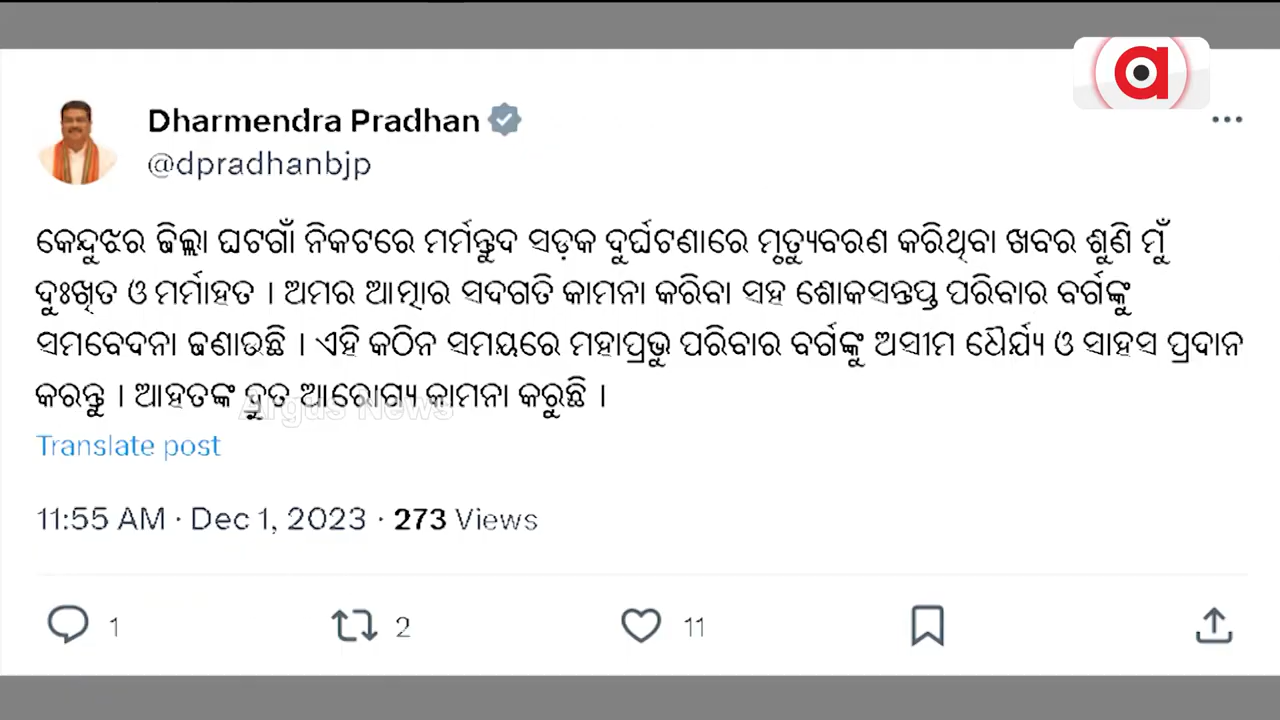 Dharmendra Pradhan
@dpradhanbjp
କେନ୍ଦୁଝର ଜିଲ୍ଲା ଘଟଗାଁ ନିକଟରେ ମର୍ମନ୍ତୁଦ ସଡ଼କ ଦୁର୍ଘଟଣାରେ ମୃତ୍ୟୁବରଣ କରିଥିବା ଖବର ଶୁଣି ମୁଁ
ଦୁଃଖିତ ଓ ମର୍ମାହତ । ଅମର ଆତ୍ମାର ସଦଗତି କାମନା କରିବା ସହ ଶୋକସନ୍ତପ୍ତ ପରିବାର ବର୍ଗଙ୍କୁ
ସମବେଦନା ଜଣାଉଛି । ଏହି କଠିନ ସମୟରେ ମହାପ୍ରଭୁ ପରିବାର ବର୍ଗଙ୍କୁ ଅସୀମ ଧୈର୍ଯ୍ୟ ଓ ସାହସ ପ୍ରଦାନ
କରନ୍ତୁ । ଆହତଙ୍କ ଦ୍ରୁତ ଆରୋଗ୍ୟ କାମନା କରୁଛି ।
Argus News
Translate post
11:55 AM · Dec 1, 2023 · 273 Views
1 2 11